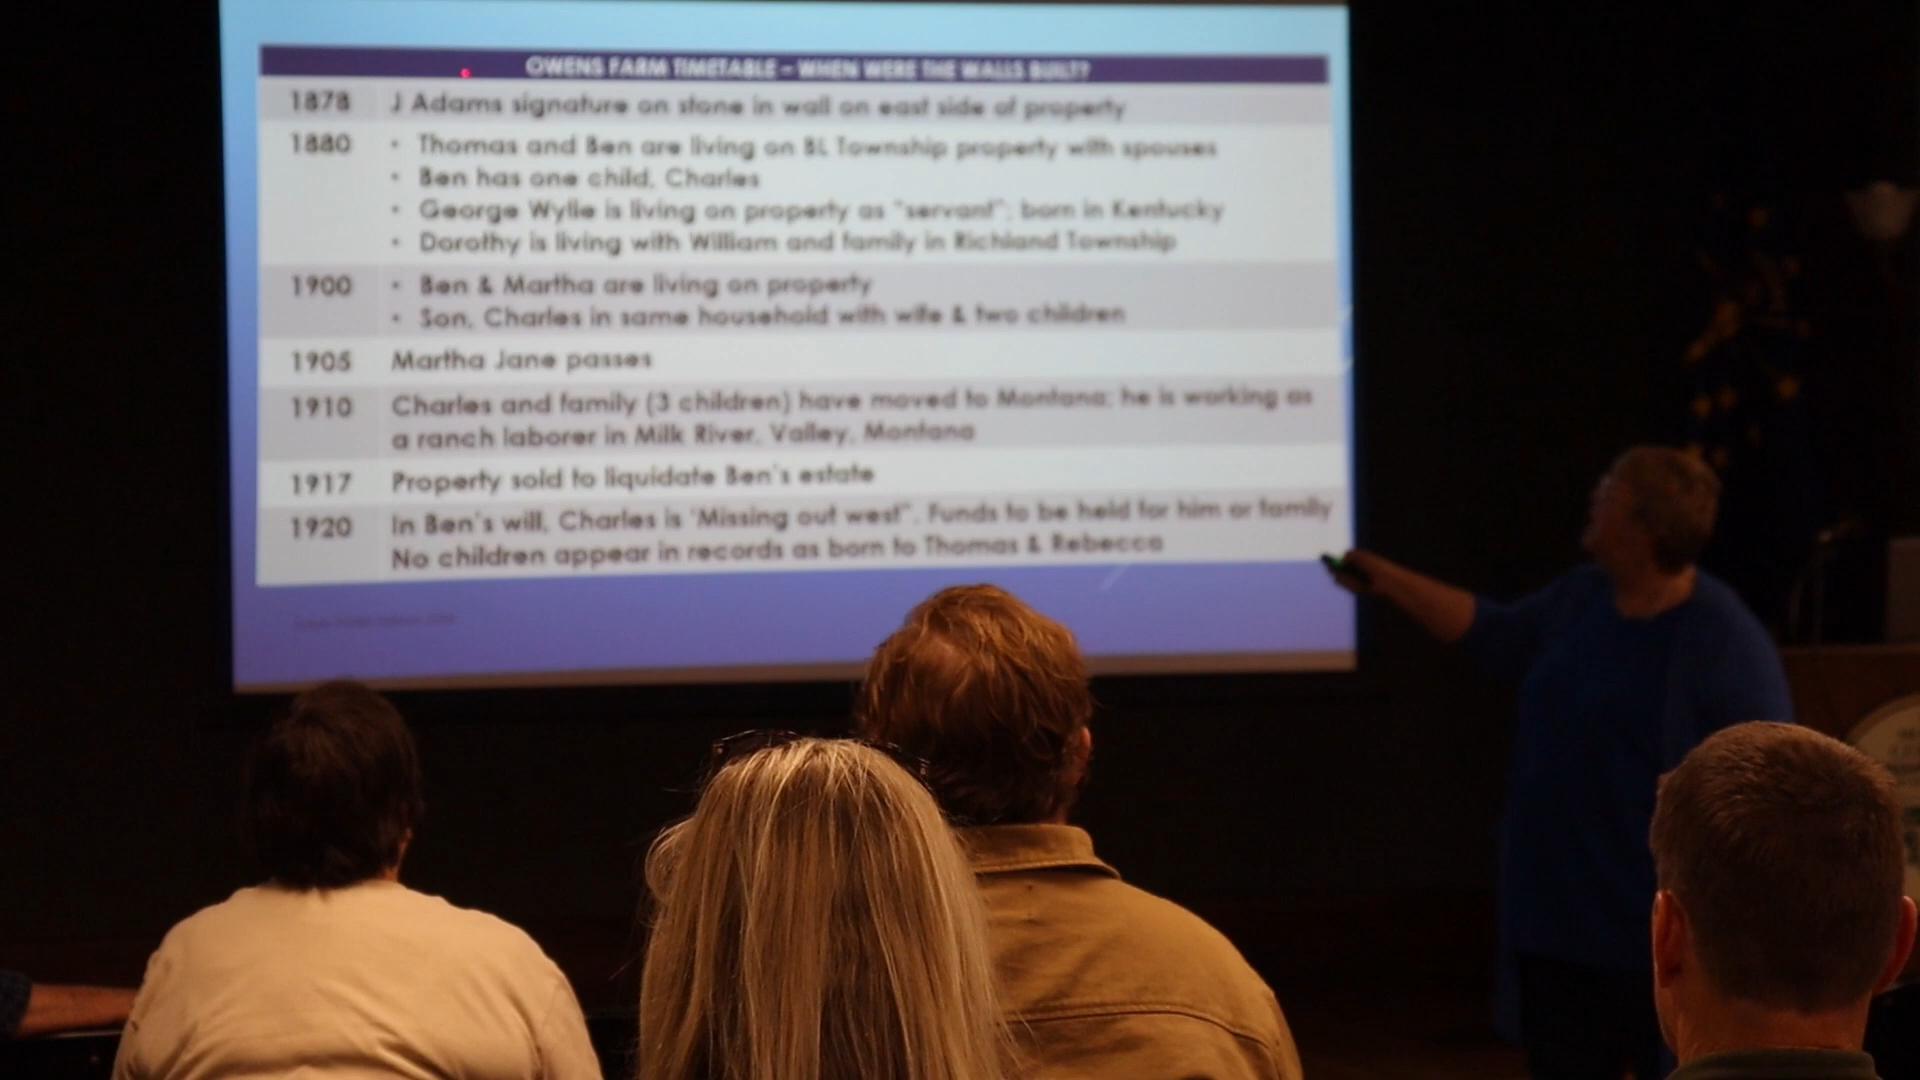 OWENS FARM TIMETABLE – WHEN WERE THE WALLS BUILT?
1878 J Adams signature on stone in wall on east side of property
1880 • Thomas and Ben are living on BL Township property with spouses
• Ben has one child, Charles
• George Wylie is living on property as "servant"; born in Kentucky
• Dorothy is living with William and family in Richland Township
1900 • Ben & Martha are living on property
• Son, Charles in same household with wife & two children
1905 Martha Jane passes
1910 Charles and family (3 children) have moved to Montana; he is working as
a ranch laborer in Milk River, Valley, Montana
1917 Property sold to liquidate Ben's estate
1920 In Ben's will, Charles is 'Missing out west". Funds to be held for him or family
No children appear in records as born to Thomas & Rebecca